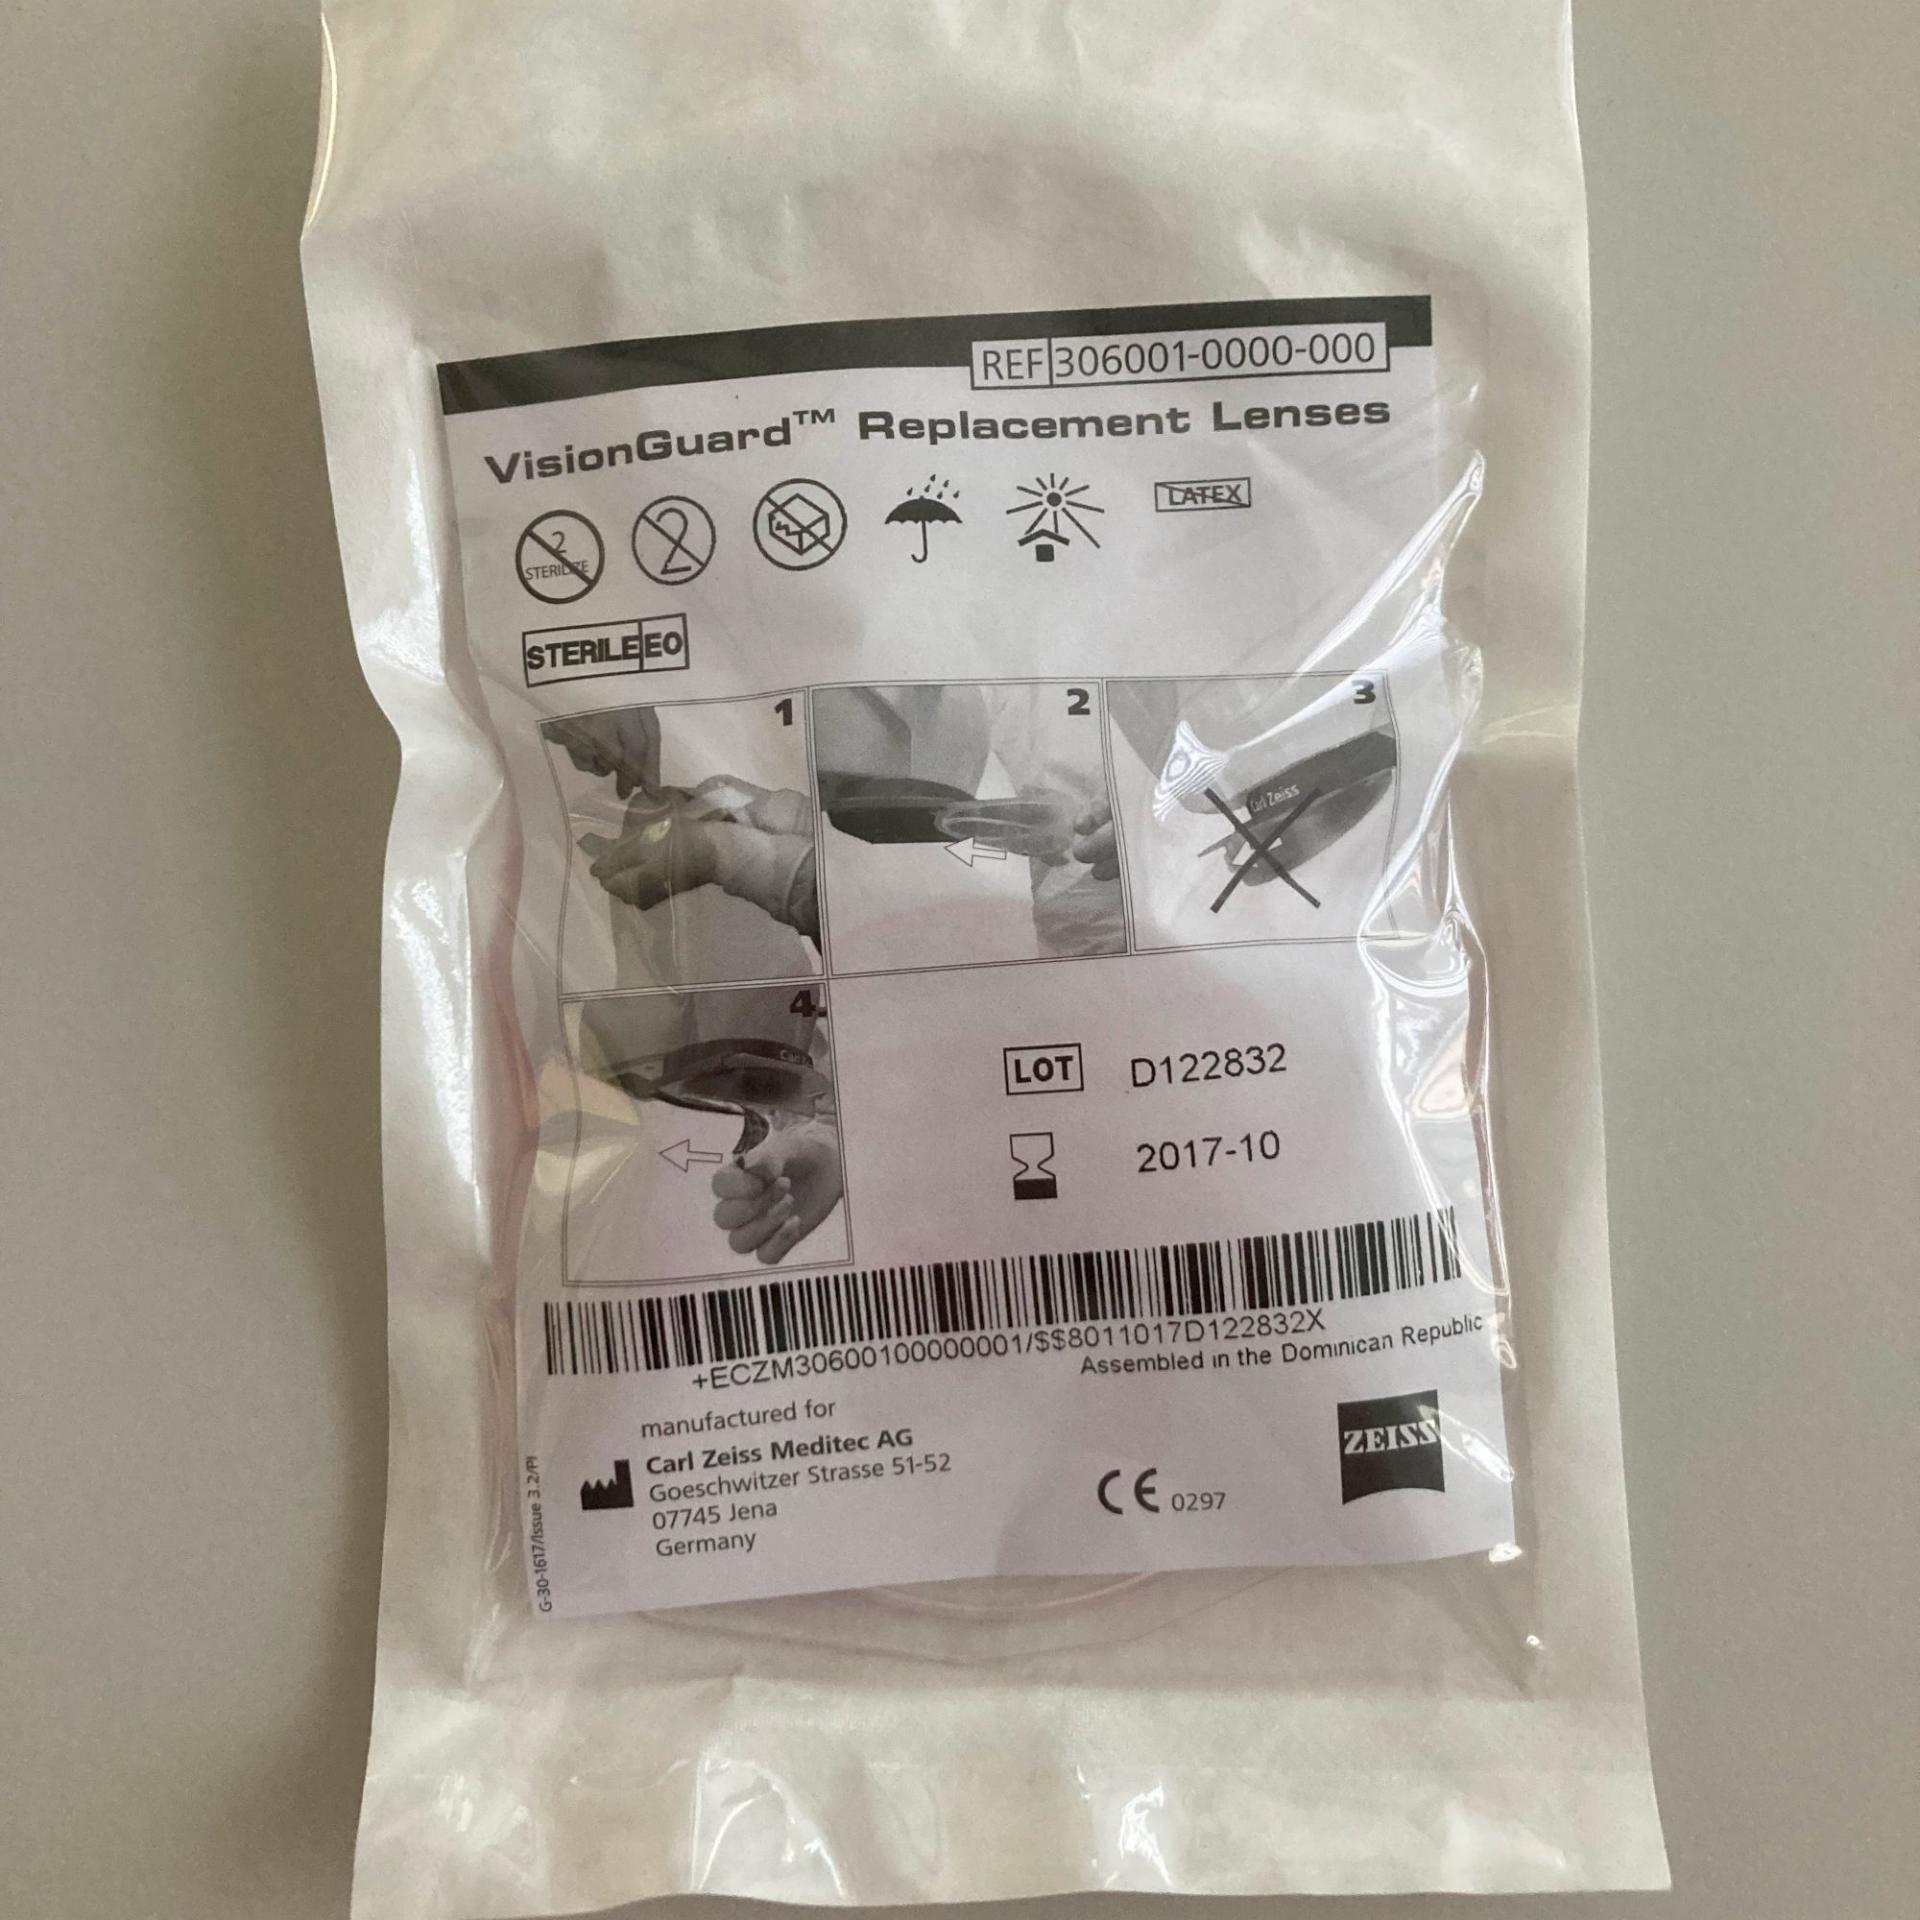 REF 306001-0000-000
VisionGuard™ Replacement Lenses
2
STERILIZE
2
LATEX
STERILE EO
1
2
3
Carl Zeiss
4
LOT D122832
2017-10
+ECZM30600100000001/$$8011017D122832X
Assembled in the Dominican Republic
manufactured for
Carl Zeiss Meditec AG
Goeschwitzer Strasse 51-52
07745 Jena
Germany
CE 0297
ZEISS
G-30-1617/Issue 3.2/PI